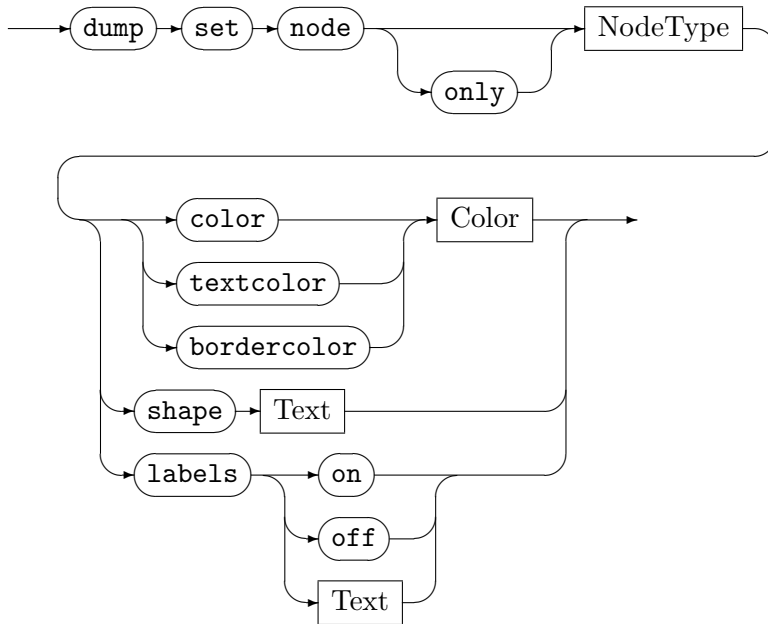 dump set node NodeType
only
color Color
textcolor
bordercolor
shape Text
labels on
off
Text